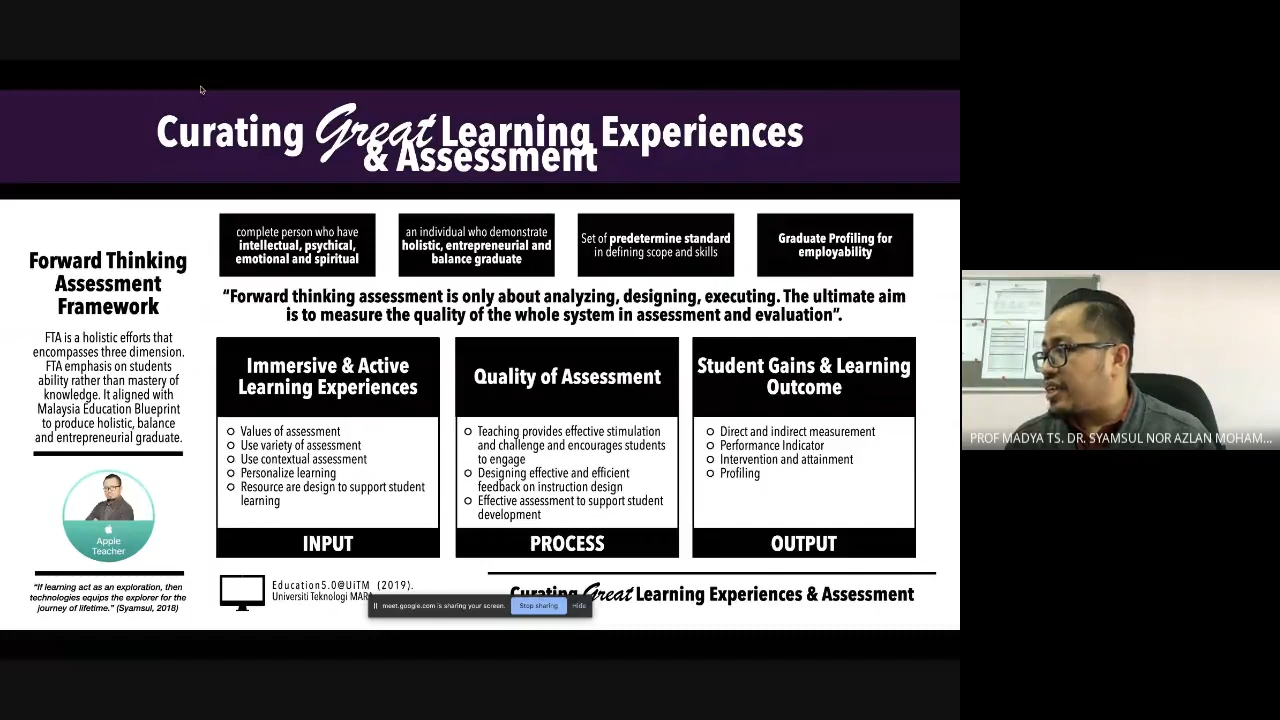 Curating Great Learning Experiences
& Assessment
complete person who have
intellectual, psychical,
emotional and spiritual
an individual who demonstrate
holistic, entrepreneurial and
balance graduate
Set of predetermine standard
in defining scope and skills
Graduate Profiling for
employability
Forward Thinking
Assessment
Framework
FTA is a holistic efforts that
encompasses three dimension.
FTA emphasis on students
ability rather than mastery of
knowledge. It aligned with
Malaysia Education Blueprint
to produce holistic, balance
and entrepreneurial graduate.
Apple
Teacher
"If learning act as an exploration, then
technologies equips the explorer for the
journey of lifetime." (Syamsul, 2018)
"Forward thinking assessment is only about analyzing, designing, executing. The ultimate aim
is to measure the quality of the whole system in assessment and evaluation".
Immersive & Active
Learning Experiences
Values of assessment
Use variety of assessment
Use contextual assessment
Personalize learning
Resource are design to support student
learning
INPUT
Quality of Assessment
Teaching provides effective stimulation
and challenge and encourages students
to engage
Designing effective and efficient
feedback on instruction design
Effective assessment to support student
development
PROCESS
Student Gains & Learning
Outcome
Direct and indirect measurement
Performance Indicator
Intervention and attainment
Profiling
OUTPUT
Education5.0@UiTM (2019).
Universiti Teknologi MARA
Curating Great Learning Experiences & Assessment
meet.google.com is sharing your screen.
Stop sharing
Hide
PROF MADYA TS. DR. SYAMSUL NOR AZLAN MOHAM...